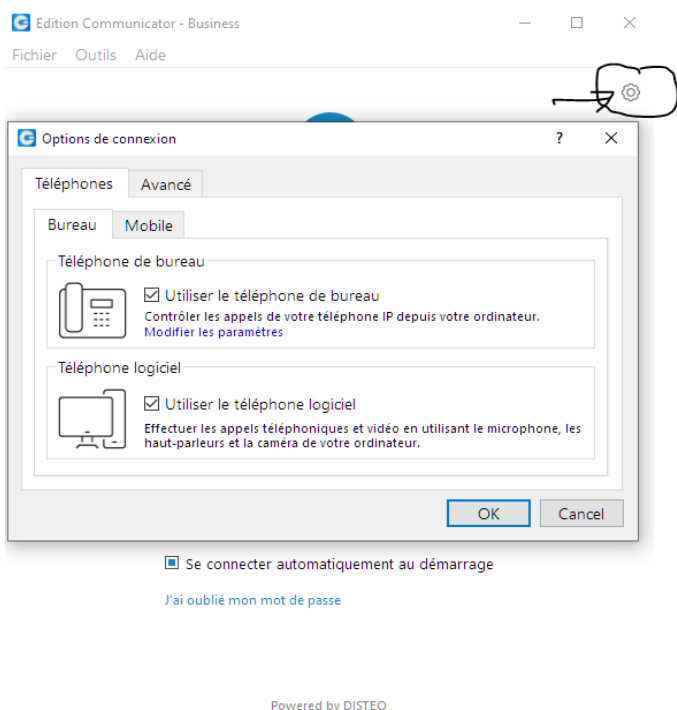 Edition Communicator - Business
Fichier Outils Aide
Options de connexion
?
Téléphones Avancé
Bureau Mobile
Téléphone de bureau
Utiliser le téléphone de bureau
Contrôler les appels de votre téléphone IP depuis votre ordinateur.
Modifier les paramètres
Téléphone logiciel
Utiliser le téléphone logiciel
Effectuer les appels téléphoniques et vidéo en utilisant le microphone, les
haut-parleurs et la caméra de votre ordinateur.
OK Cancel
Se connecter automatiquement au démarrage
J'ai oublié mon mot de passe
Powered by DISTEO